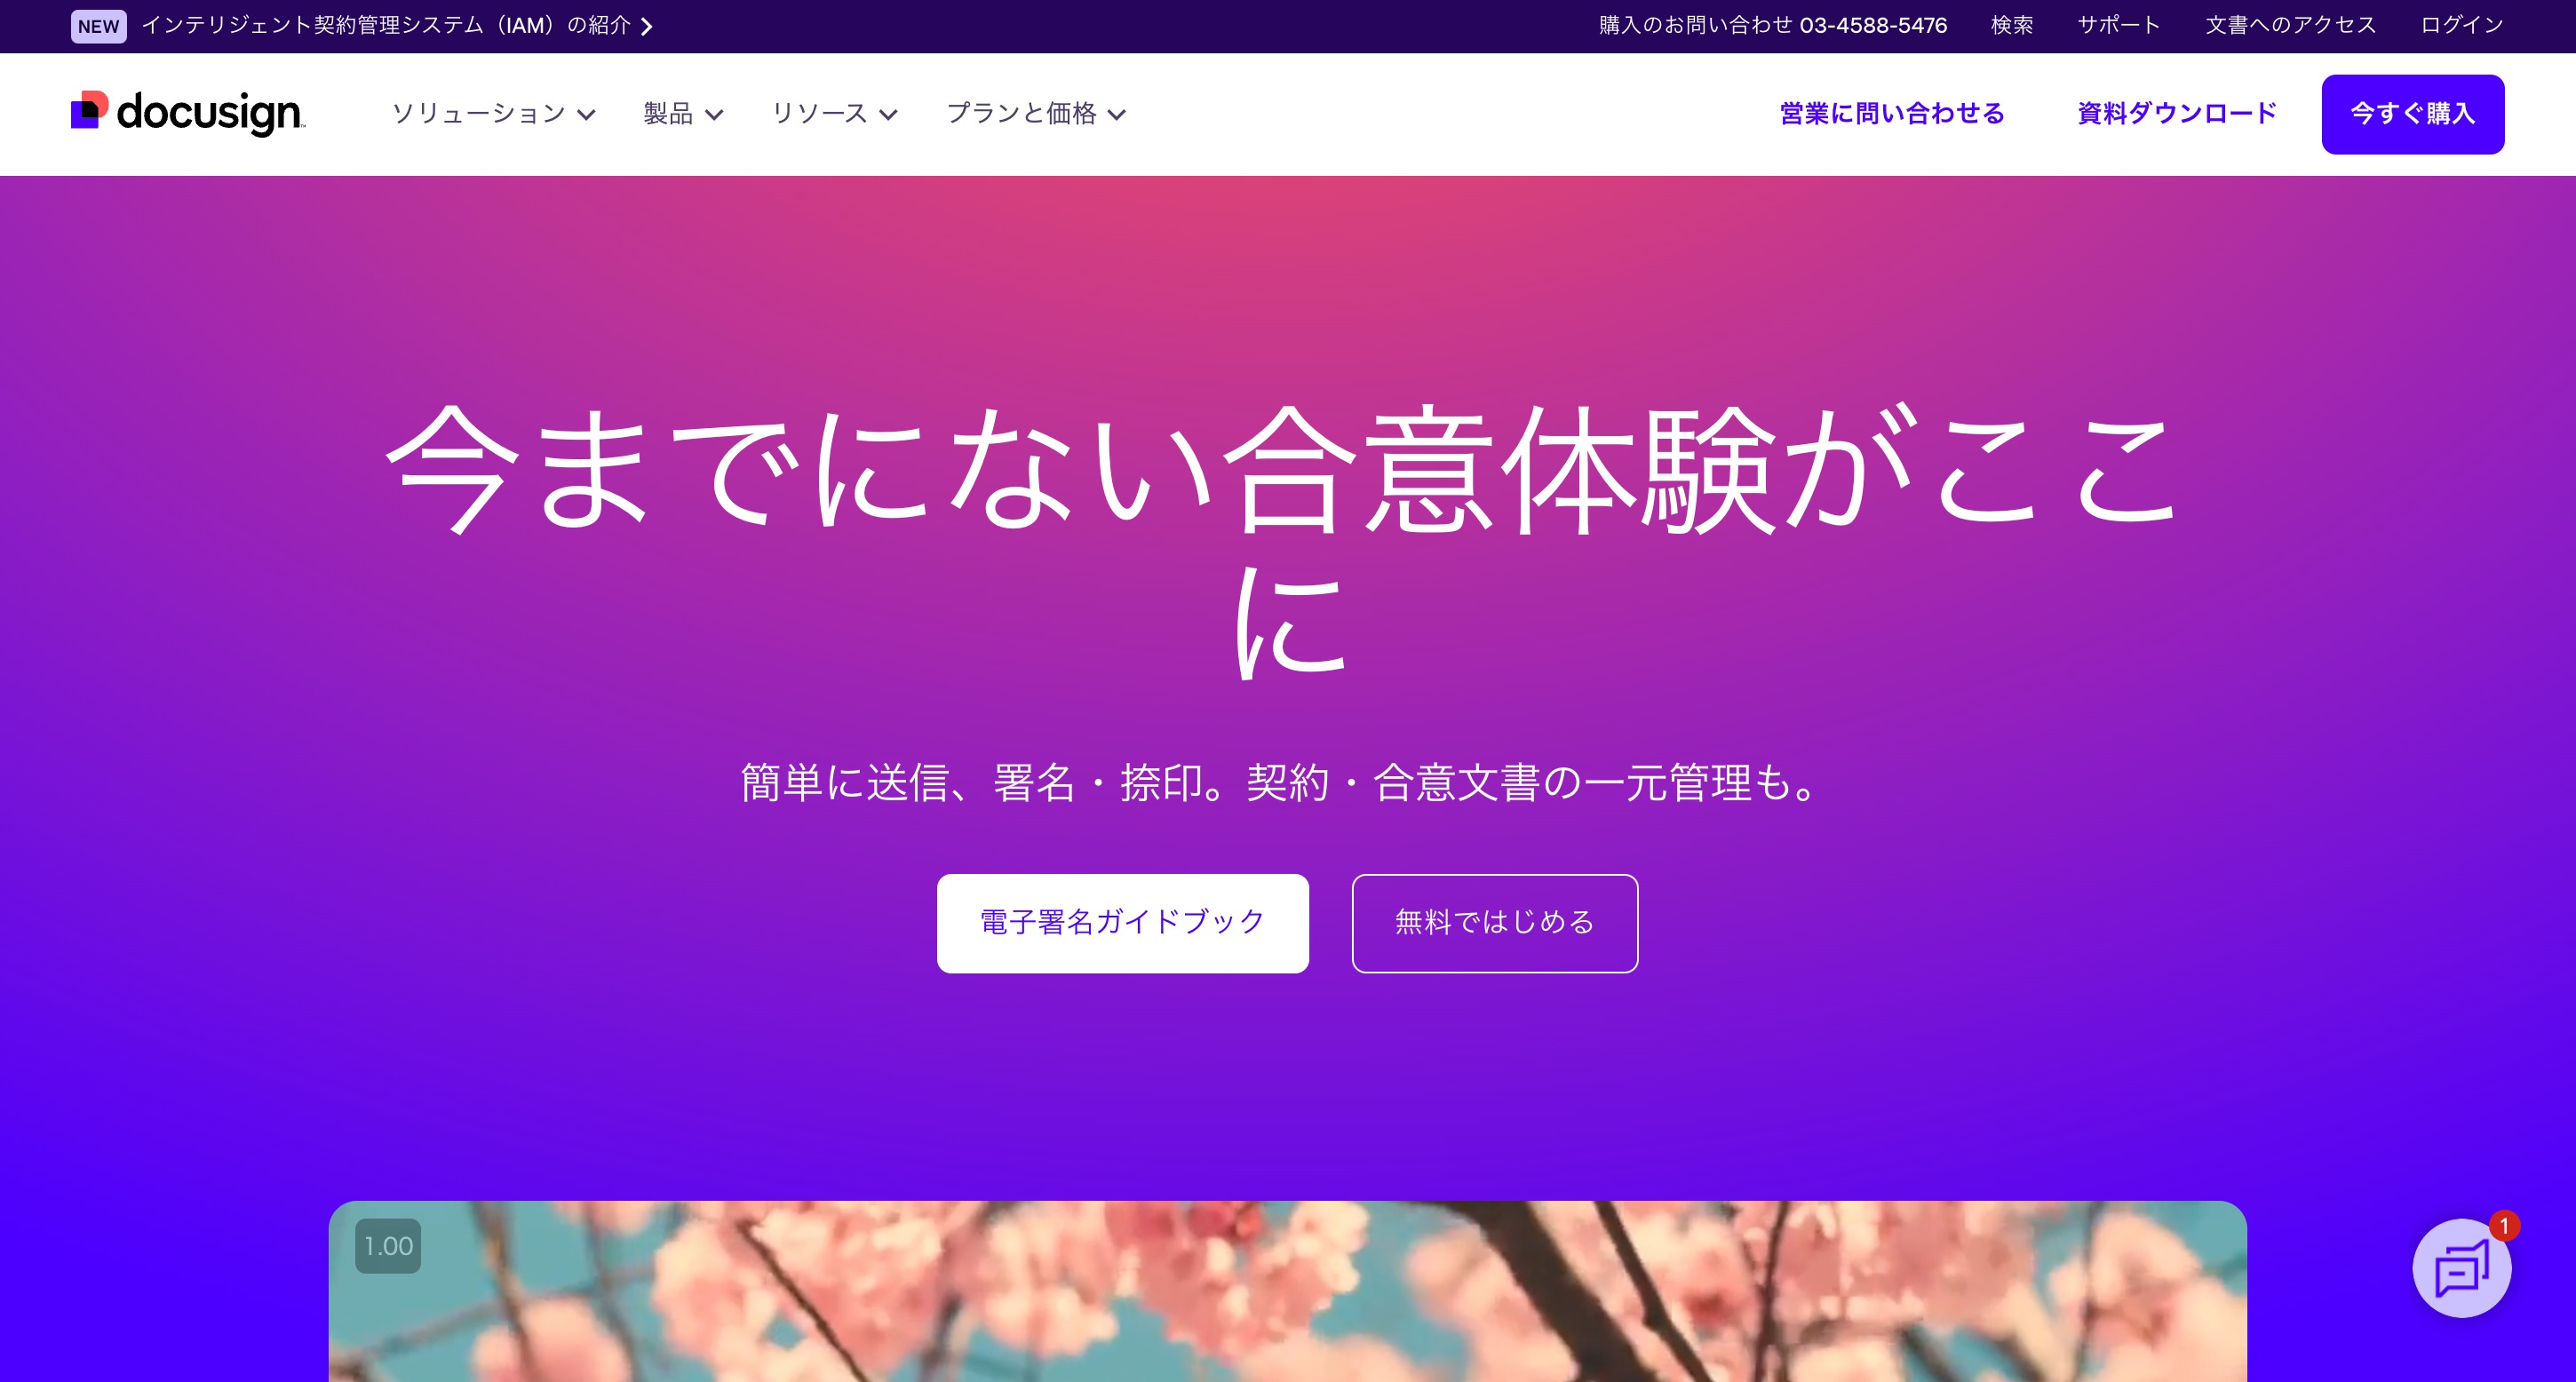 NEW インテリジェント契約管理システム（IAM）の紹介
購入のお問い合わせ 03-4588-5476 検索 サポート 文書へのアクセス ログイン
docusign ソリューション 製品 リソース プランと価格 営業に問い合わせる 資料ダウンロード 今すぐ購入
今までにない合意体験がここ
に
簡単に送信、署名・捺印。契約・合意文書の一元管理も。
電子署名ガイドブック 無料ではじめる
1.00
1